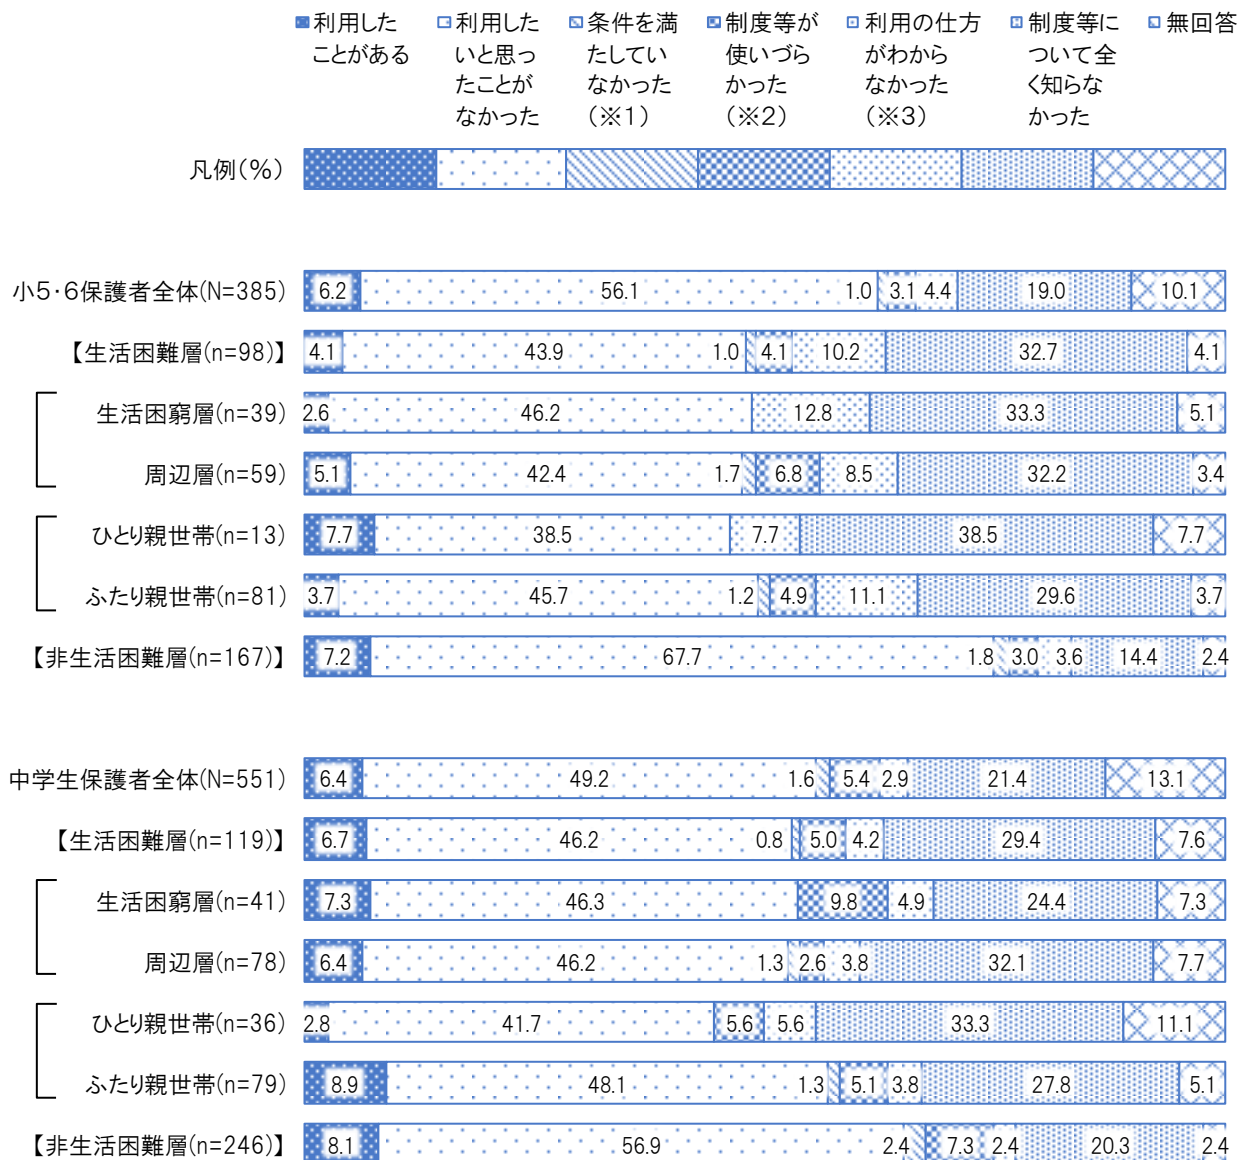 利用した 利用した 条件を満 制度等が 利用の仕方 制度等に 無回答
ことがある いと思っ たしてい 使いづら がわから ついて全
たことが なかった かった なかった く知らな
なかった (※1) (※2) (※3) かった
凡例(%)
小5・6保護者全体(N=385) 6.2 56.1 1.0 3.1 4.4 19.0 10.1
【生活困難層(n=98)】 4.1 43.9 1.0 4.1 10.2 32.7 4.1
生活困窮層(n=39) 2.6 46.2 12.8 33.3 5.1
周辺層(n=59) 5.1 42.4 1.7 6.8 8.5 32.2 3.4
ひとり親世帯(n=13) 7.7 38.5 7.7 38.5 7.7
ふたり親世帯(n=81) 3.7 45.7 1.2 4.9 11.1 29.6 3.7
【非生活困難層(n=167)】 7.2 67.7 1.8 3.0 3.6 14.4 2.4
中学生保護者全体(N=551) 6.4 49.2 1.6 5.4 2.9 21.4 13.1
【生活困難層(n=119)】 6.7 46.2 0.8 5.0 4.2 29.4 7.6
生活困窮層(n=41) 7.3 46.3 9.8 4.9 24.4 7.3
周辺層(n=78) 6.4 46.2 1.3 2.6 3.8 32.1 7.7
ひとり親世帯(n=36) 2.8 41.7 5.6 5.6 33.3 11.1
ふたり親世帯(n=79) 8.9 48.1 1.3 5.1 3.8 27.8 5.1
【非生活困難層(n=246)】 8.1 56.9 2.4 7.3 2.4 20.3 2.4